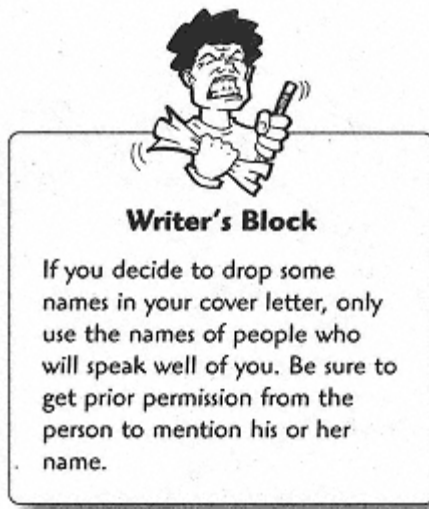 Writer's Block
If you decide to drop some
names in your cover letter, only
use the names of people who
will speak well of you. Be sure to
get prior permission from the
person to mention his or her
name.